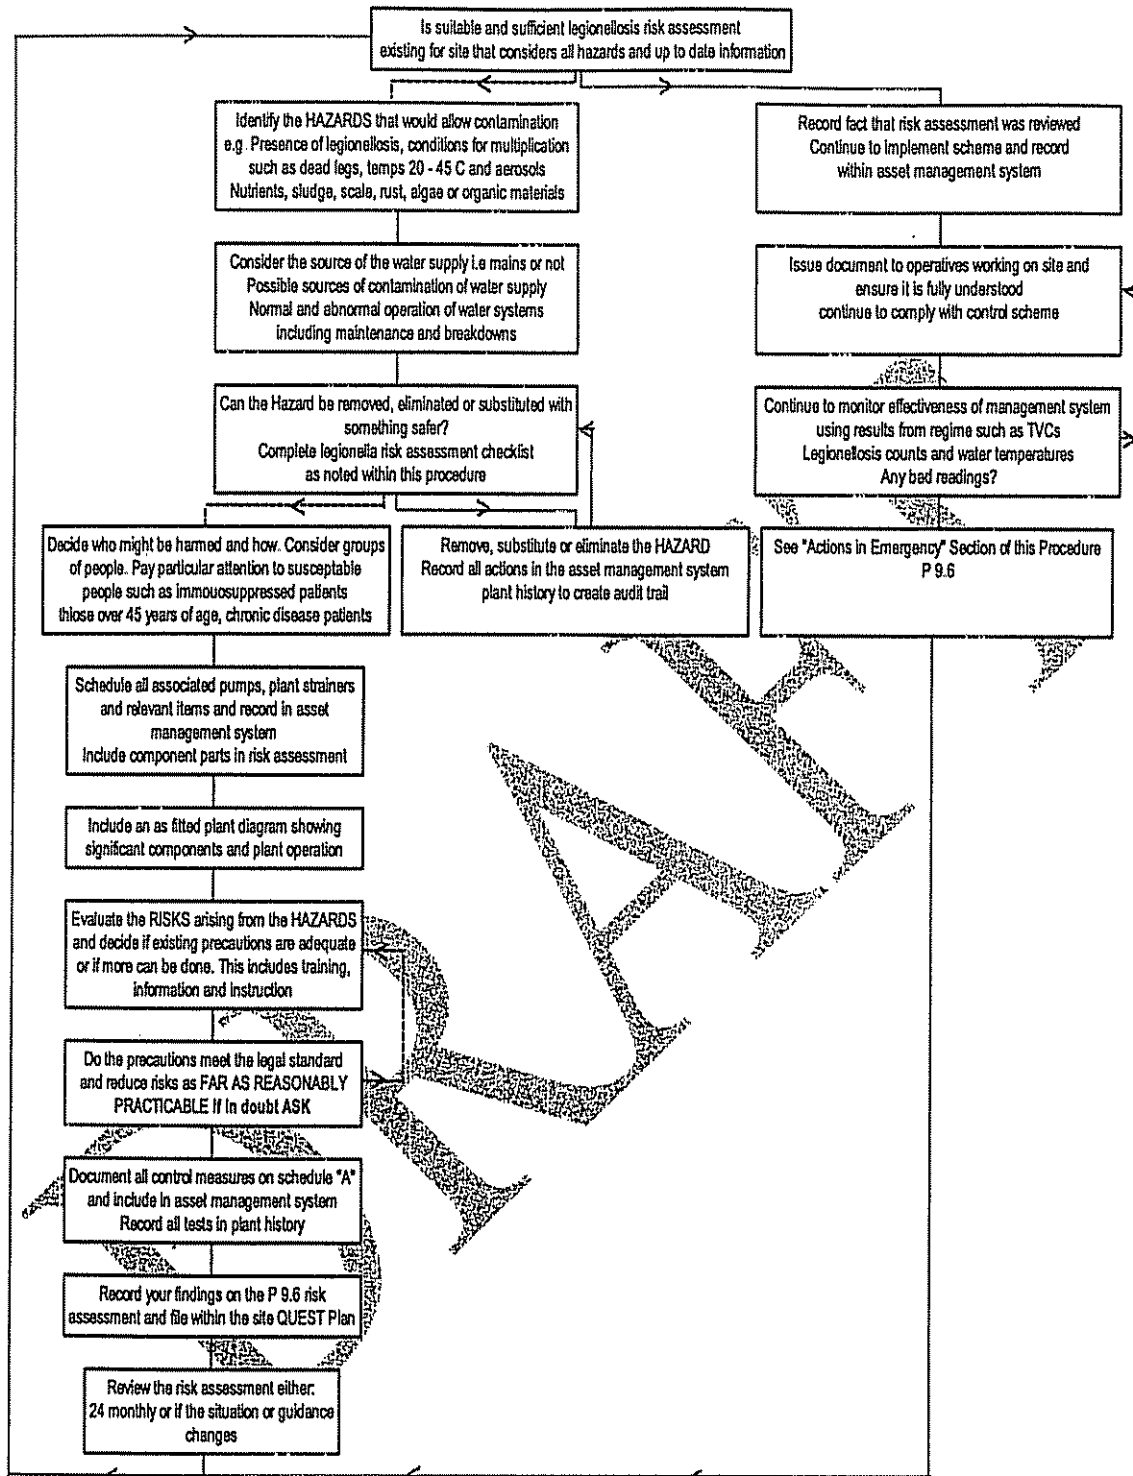 Is suitable and sufficient legionellosis risk assessment
existing for site that considers all hazards and up to date information
Identify the HAZARDS that would allow contamination
e.g. Presence of legionellosis, conditions for multiplication
such as dead legs, temps 20 - 45 C and aerosols
Nutrients, sludge, scale, rust, algae or organic materials
Record fact that risk assessment was reviewed
Continue to implement scheme and record
within asset management system
Consider the source of the water supply i.e mains or not
Possible sources of contamination of water supply
Normal and abnormal operation of water systems
including maintenance and breakdowns
Issue document to operatives working on site and
ensure it is fully understood
continue to comply with control scheme
Can the Hazard be removed, eliminated or substituted with
something safer?
Complete legionella risk assessment checklist
as noted within this procedure
Continue to monitor effectiveness of management system
using results from regime such as TVCs
Legionellosis counts and water temperatures
Any bad readings?
Decide who might be harmed and how. Consider groups
of people. Pay particular attention to susceptable
people such as immouosuppressed patients
thiose over 45 years of age, chronic disease patients
Remove, substitute or eliminate the HAZARD
Record all actions in the asset management system
plant history to create audit trail
See "Actions in Emergency" Section of this Procedure
P 9.6
Schedule all associated pumps, plant strainers
and relevant items and record in asset
management system
Include component parts in risk assessment
Include an as fitted plant diagram showing
significant components and plant operation
Evaluate the RISKS arising from the HAZARDS
and decide if existing precautions are adequate
or if more can be done. This includes training,
information and instruction
Do the precautions meet the legal standard
and reduce risks as FAR AS REASONABLY
PRACTICABLE If in doubt ASK
Document all control measures on schedule "A"
and include in asset management system
Record all tests in plant history
Record your findings on the P 9.6 risk
assessment and file within the site QUEST Plan
Review the risk assessment either:
24 monthly or if the situation or guidance
changes
DRAFT